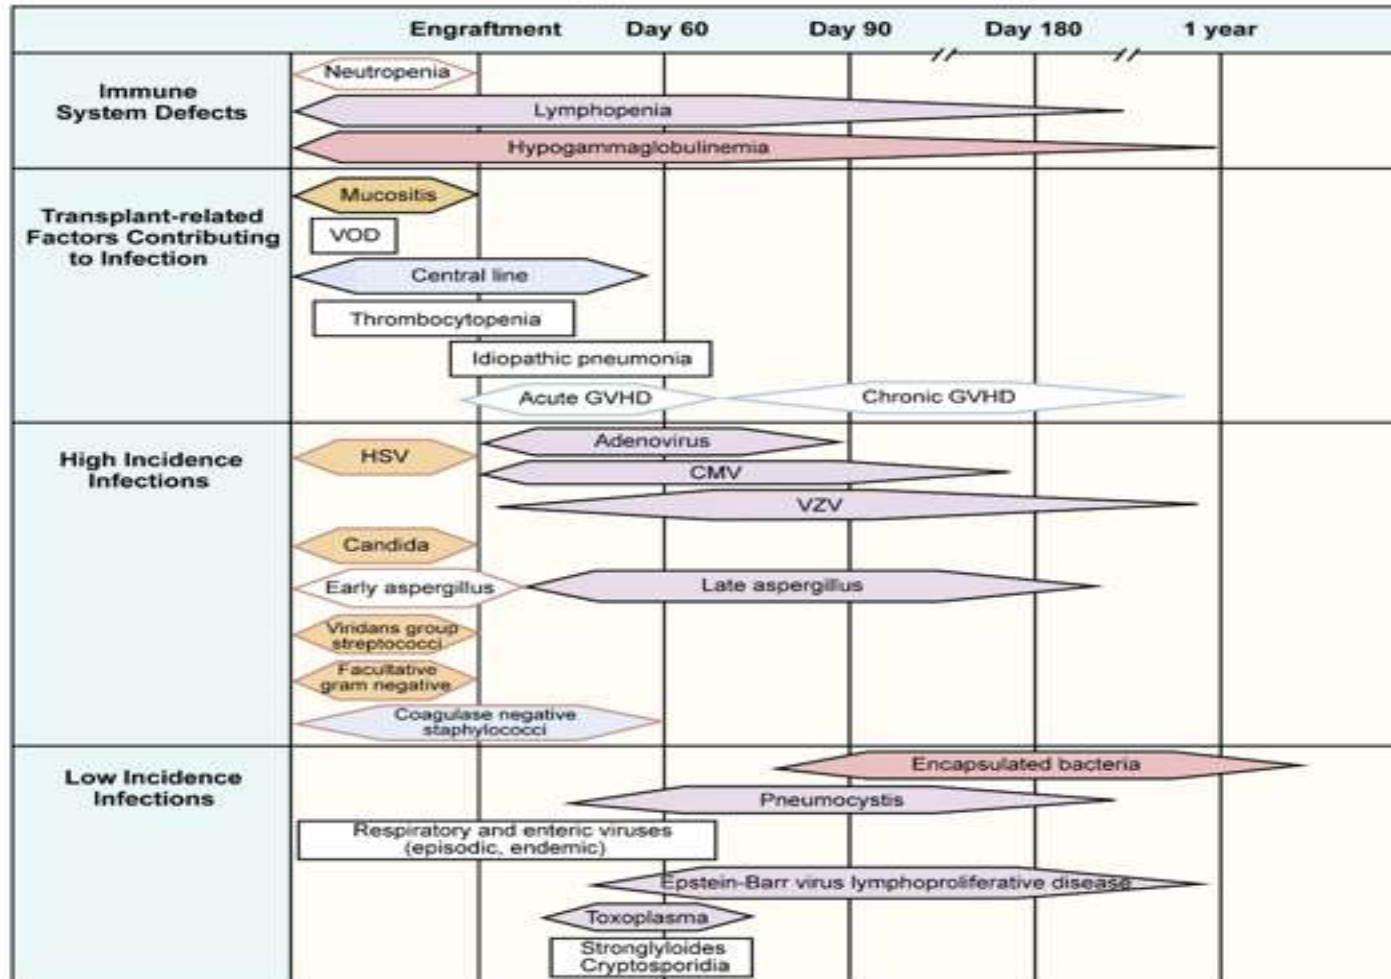 Engraftment Day 60 Day 90 Day 180 1 year
Immune
System Defects
Neutropenia
Lymphopenia
Hypogammaglobulinemia
Transplant-related
Factors Contributing
to Infection
Mucositis
VOD
Central line
Thrombocytopenia
Idiopathic pneumonia
Acute GVHD Chronic GVHD
High Incidence
Infections
Adenovirus
HSV
CMV
VZV
Candida
Early aspergillus Late aspergillus
Viridans group
streptococci
Facultative
gram negative
Coagulase negative
staphylococci
Low Incidence
Infections
Encapsulated bacteria
Pneumocystis
Respiratory and enteric viruses
(episodic, endemic)
Epstein-Barr virus lymphoproliferative disease
Toxoplasma
Stronglyloides
Cryptosporidia